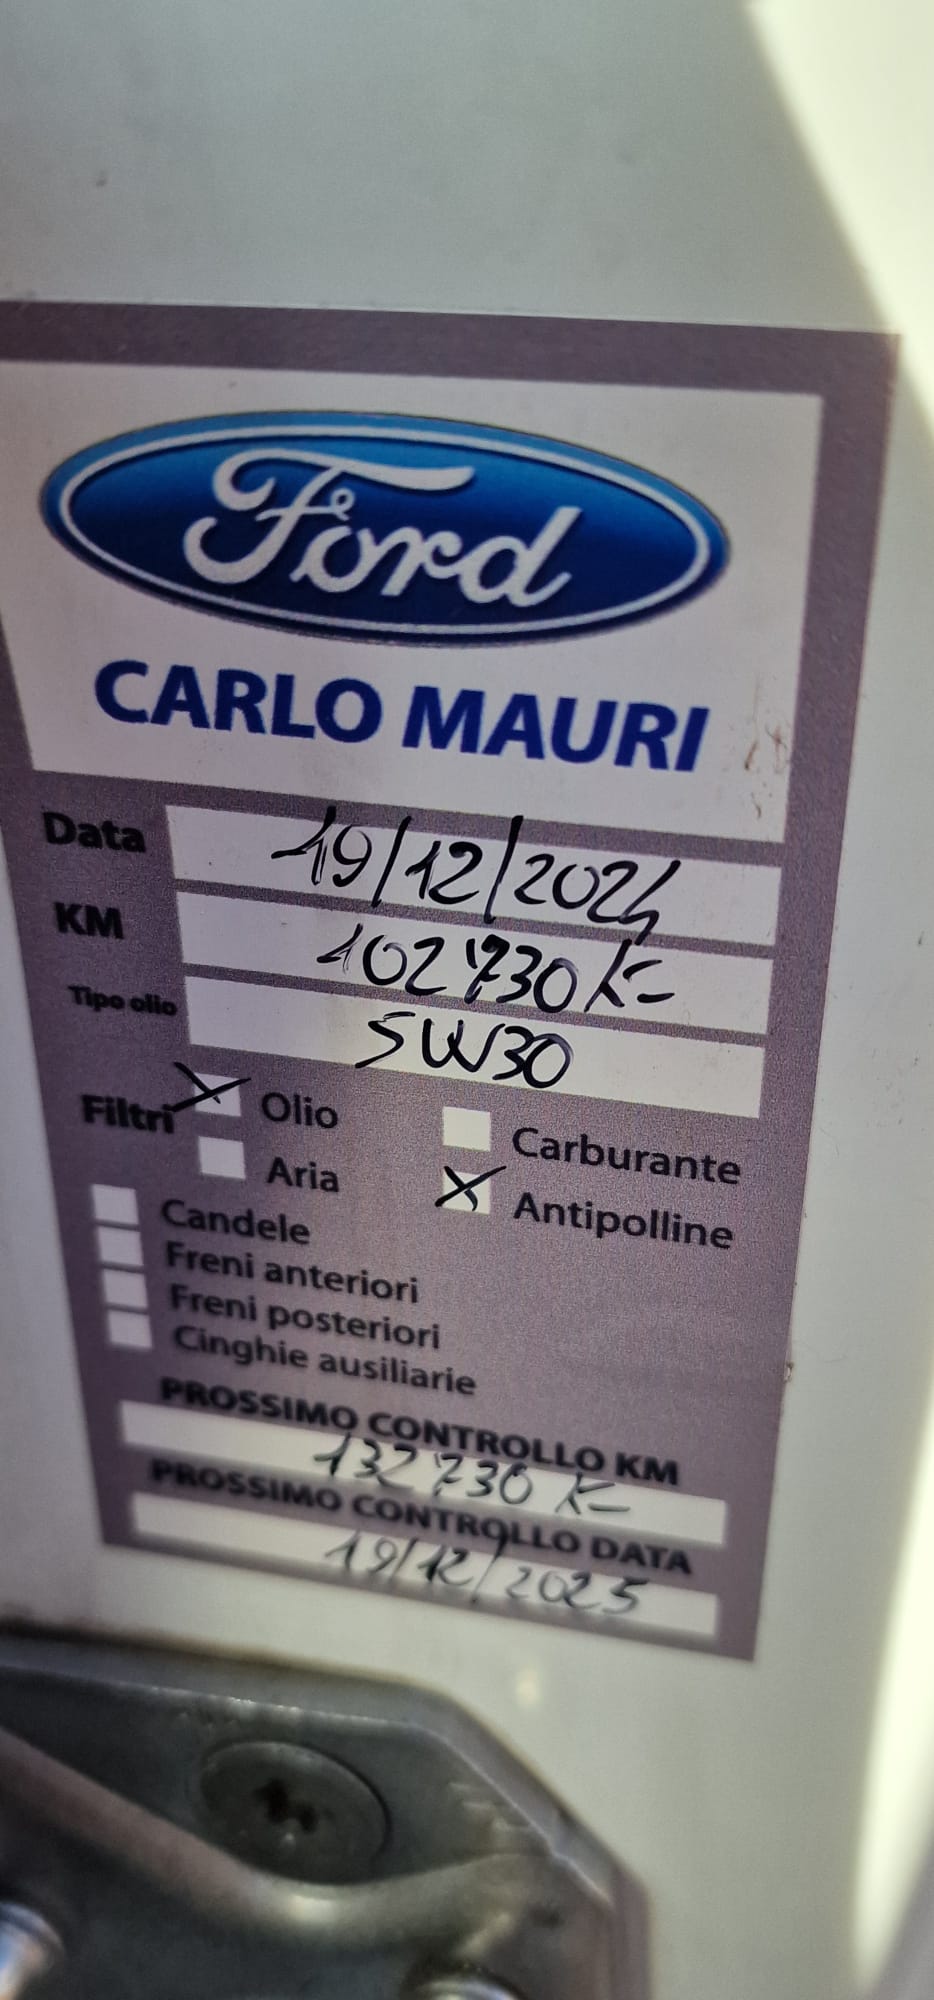 Ford
CARLO MAURI
Data 19/12/2024
KM 102730 K-
Tipo olio 5W30
Filtri Olio Carburante
Aria Antipolline
Candele
Freni anteriori
Freni posteriori
Cinghie ausiliarie
PROSSIMO CONTROLLO KM
132730 K-
PROSSIMO CONTROLLO DATA
19/12/2025